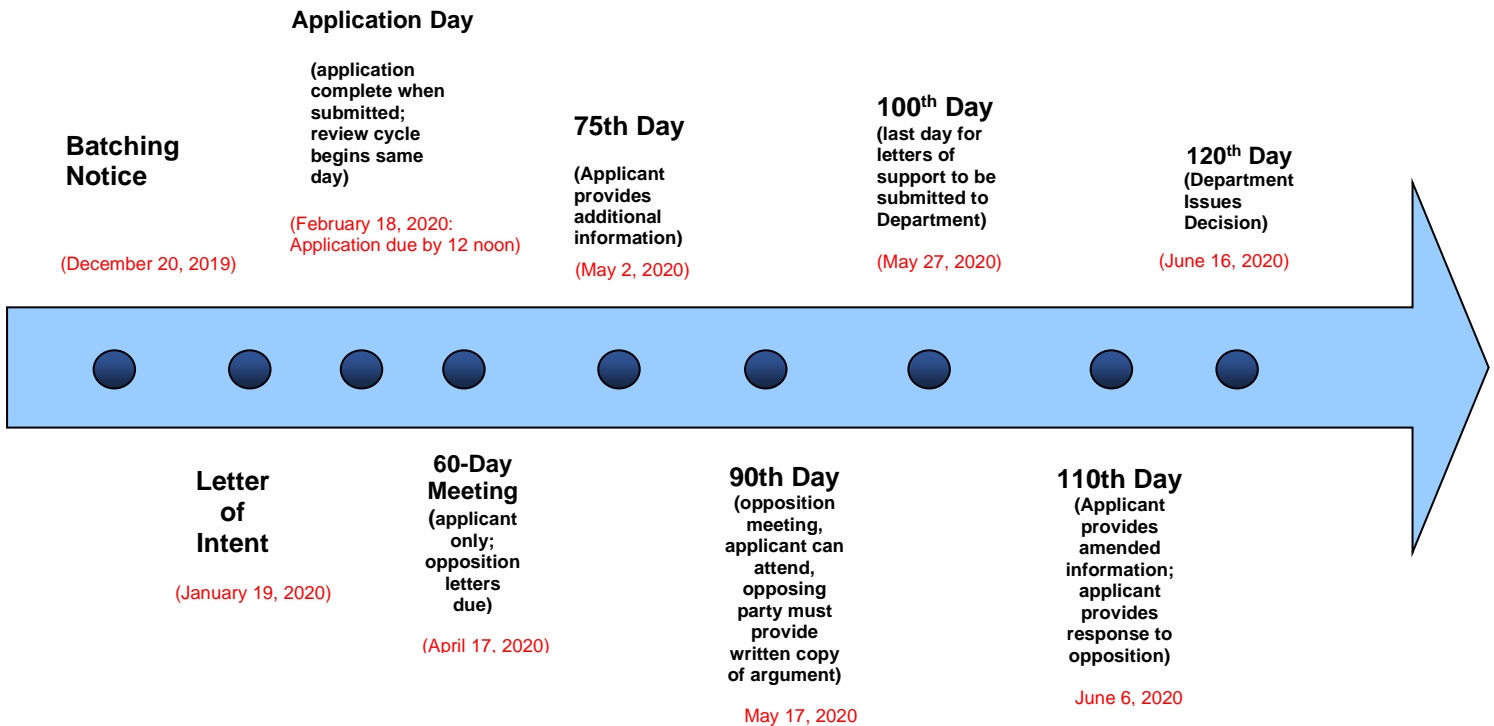 Application Day
(application
complete when
submitted;
review cycle
begins same
day)
(February 18, 2020:
Application due by 12 noon)
Batching
Notice
(December 20, 2019)
75th Day
(Applicant
provides
additional
information)
(May 2, 2020)
100th Day
(last day for
letters of
support to be
submitted to
Department)
(May 27, 2020)
120th Day
(Department
Issues
Decision)
(June 16, 2020)
Letter
of
Intent
(January 19, 2020)
60-Day
Meeting
(applicant
only;
opposition
letters
due)
(April 17, 2020)
90th Day
(opposition
meeting,
applicant can
attend,
opposing
party must
provide
written copy
of argument)
May 17, 2020
110th Day
(Applicant
provides
amended
information;
applicant
provides
response to
opposition)
June 6, 2020